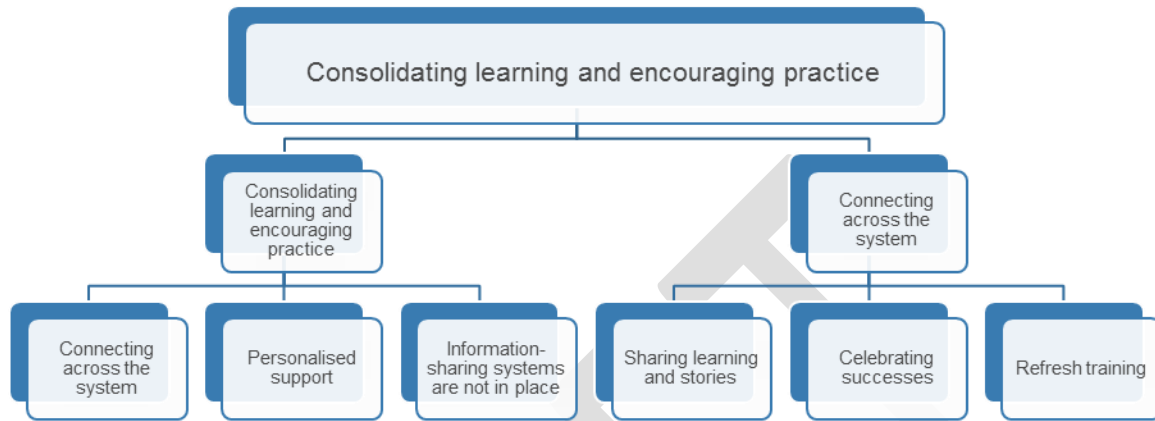 Consolidating learning and encouraging practice
Consolidating
learning and
encouraging
practice
Connecting
across the
system
Connecting
across the
system
Personalised
support
Information-
sharing systems
are not in place
Sharing learning
and stories
Celebrating
successes
Refresh training